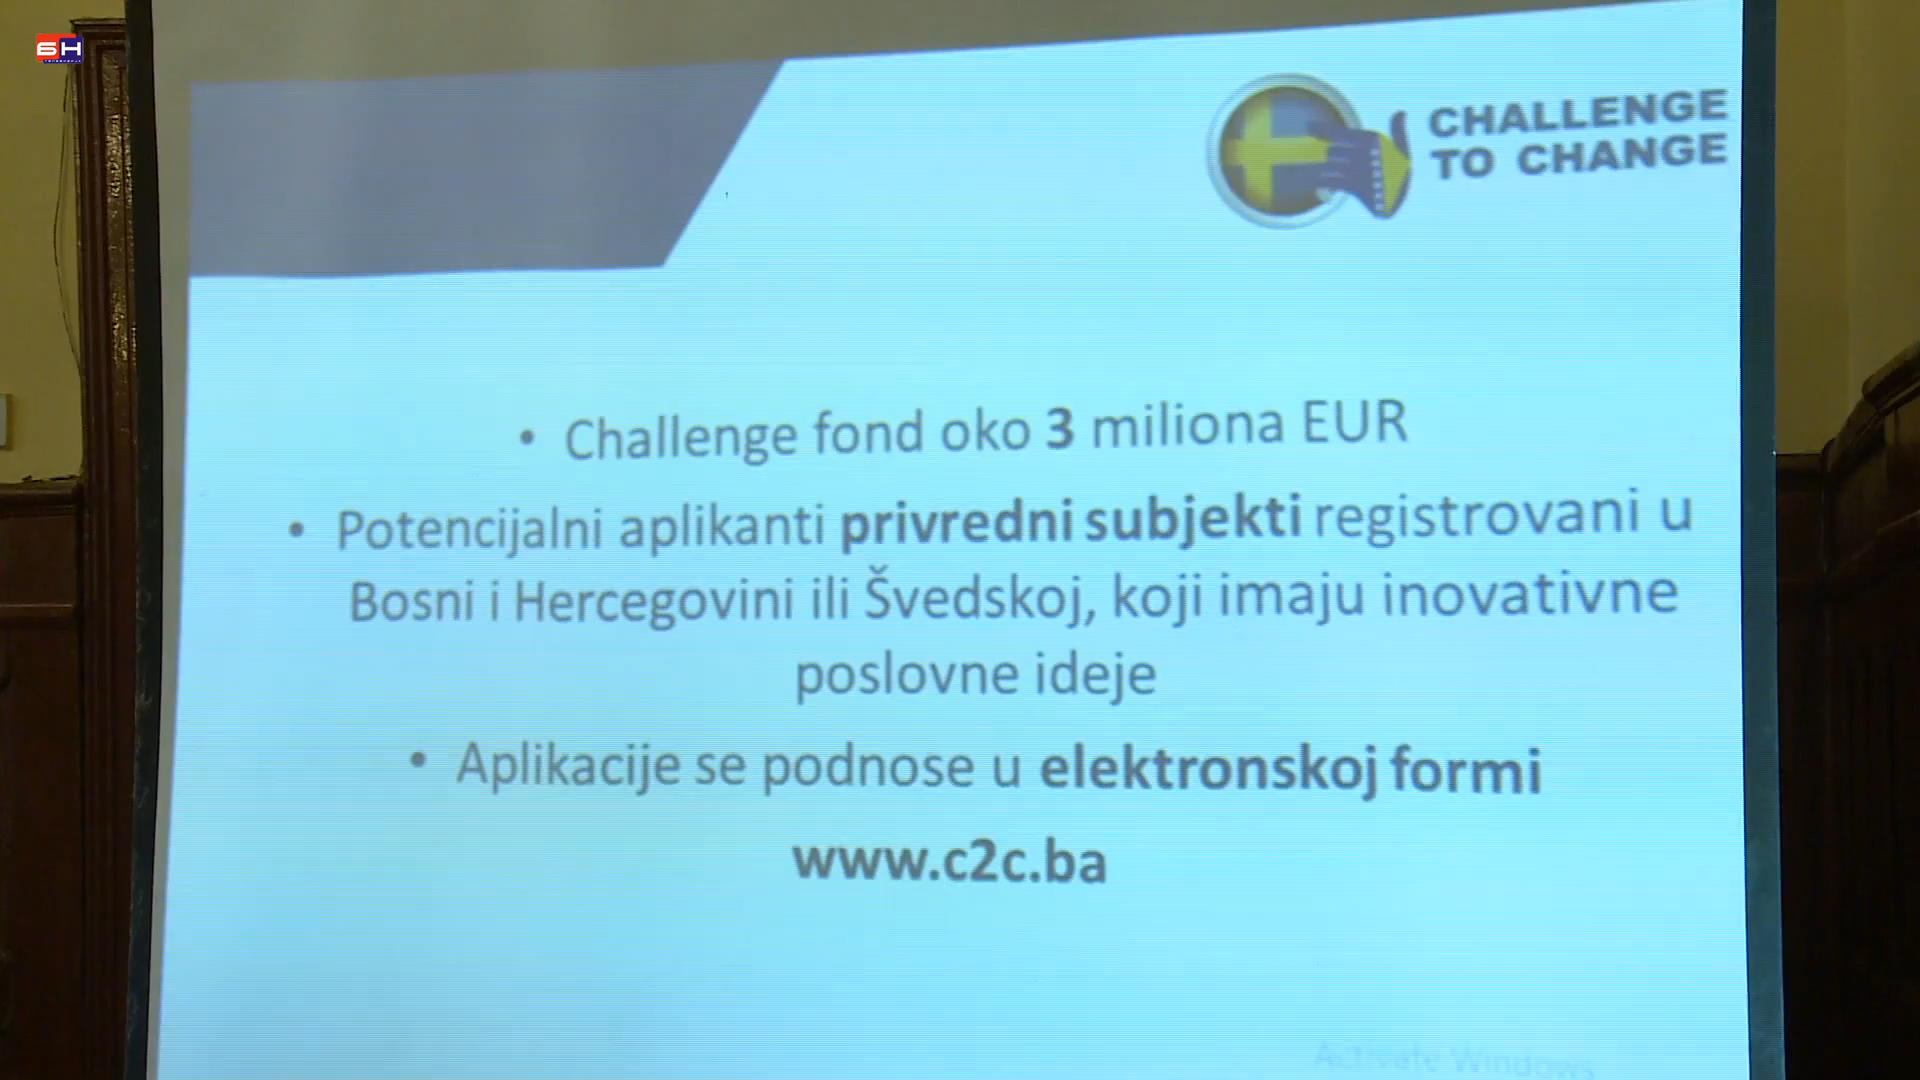 БН
CHALLENGE
TO CHANGE
• Challenge fond oko 3 miliona EUR
• Potencijalni aplikanti privredni subjekti registrovani u
Bosni i Hercegovini ili Švedskoj, koji imaju inovativne
poslovne ideje
• Aplikacije se podnose u elektronskoj formi
www.c2c.ba
Activate Windows